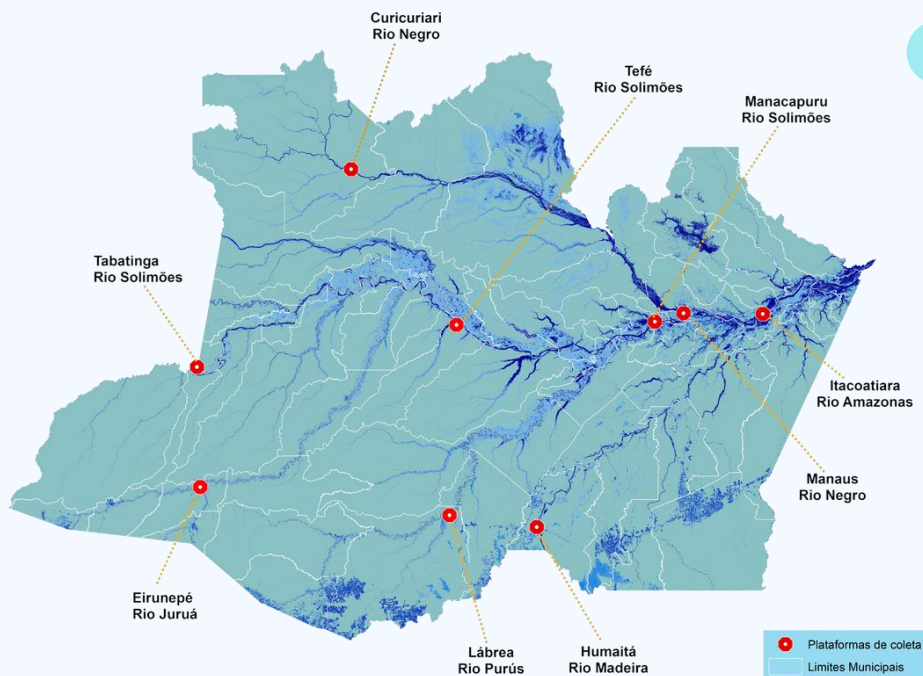 Curicuriari
Rio Negro
Tefé
Rio Solimões
Manacapuru
Rio Solimões
Tabatinga
Rio Solimões
Itacoatiara
Rio Amazonas
Manaus
Rio Negro
Eirunepé
Rio Juruá
Lábrea
Rio Purús
Humaitá
Rio Madeira
Plataformas de coleta
Limites Municipais